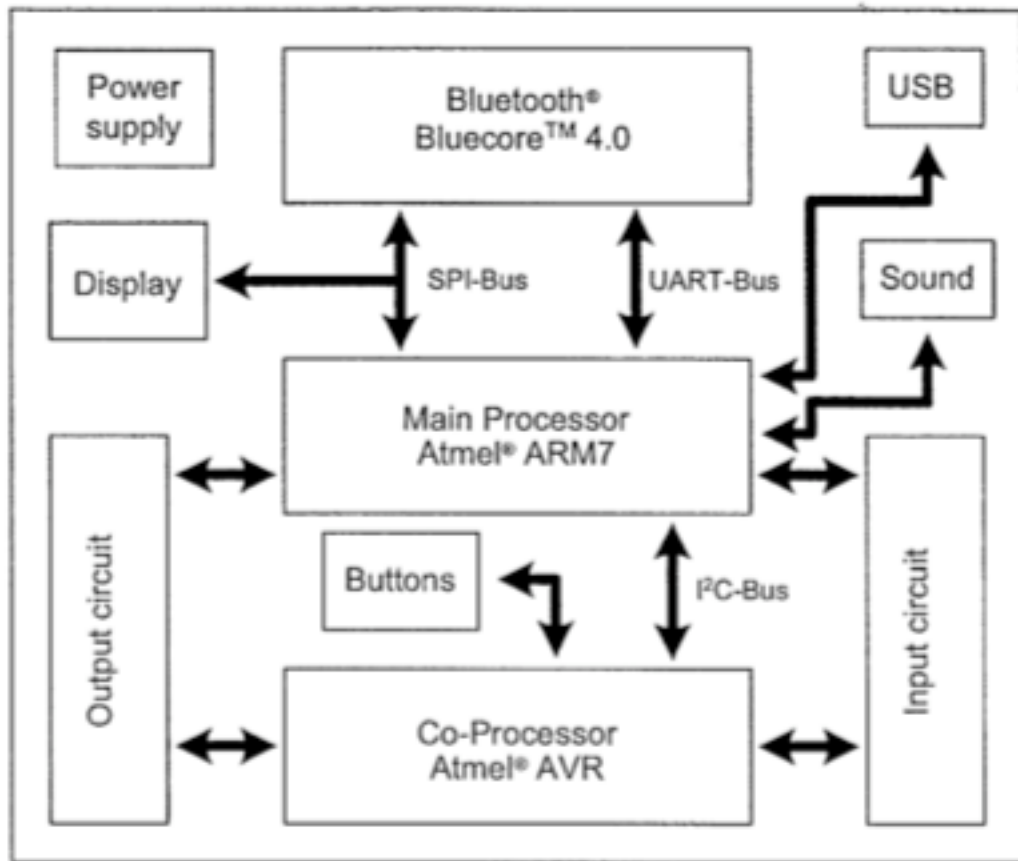 Power
supply
Bluetooth®
Bluecore™ 4.0
USB
Display
SPI-Bus
UART-Bus
Sound
Main Processor
Atmel® ARM7
Output circuit
Buttons
I²C-Bus
Input circuit
Co-Processor
Atmel® AVR